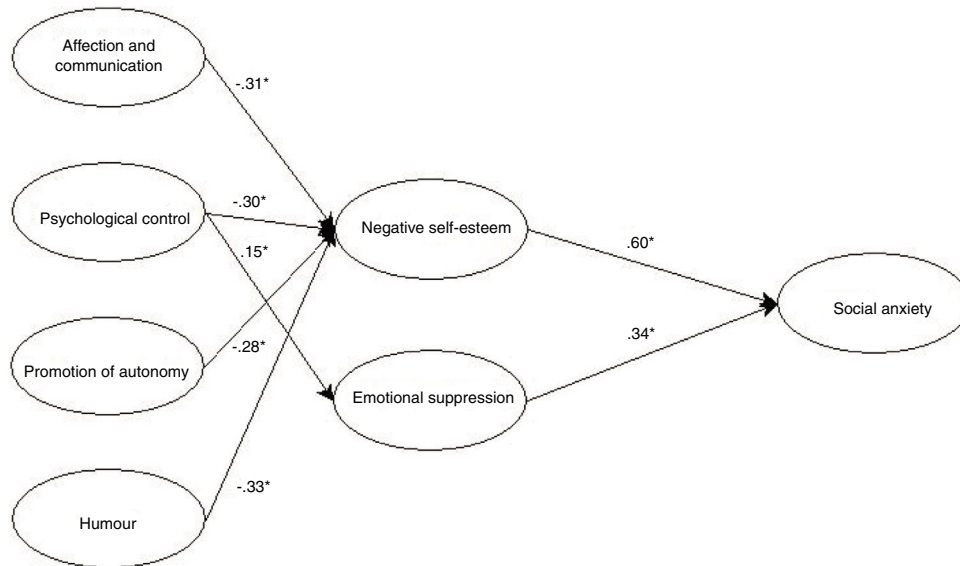 Affection and
communication
-.31*
Psychological control
-.30*
.15*
Negative self-esteem
.60*
Social anxiety
Promotion of autonomy
-.28*
Emotional suppression
.34*
Humour
-.33*